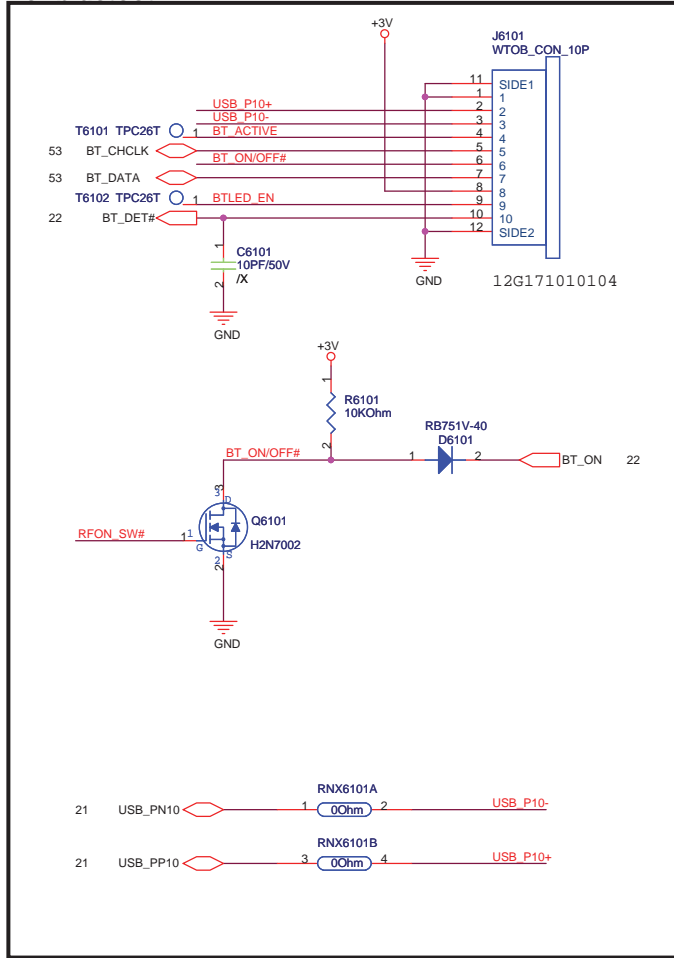 +3V
J6101
WTOB_CON_10P
11 SIDE1
1 1
USB_P10+ 2 2
USB_P10- 3 3
T6101 TPC26T 1 BT_ACTIVE 4 4
53 BT_CHCLK 5 5
BT_ON/OFF# 6 6
53 BT_DATA 7 7
8 8
T6102 TPC26T 1 BTLED_EN 9 9
22 BT_DET# 10 10
12 SIDE2
1
C6101
10PF/50V
2 /X
GND
GND
12G171010104
+3V
1
R6101
10KOhm
2
RB751V-40
D6101
BT_ON/OFF# 1 2 BT_ON 22
3
3 D
Q6101
RFON_SW# 1 1 G
H2N7002
2 S
2
GND
RNX6101A
21 USB_PN10 1 0Ohm 2 USB_P10-
RNX6101B
21 USB_PP10 3 0Ohm 4 USB_P10+